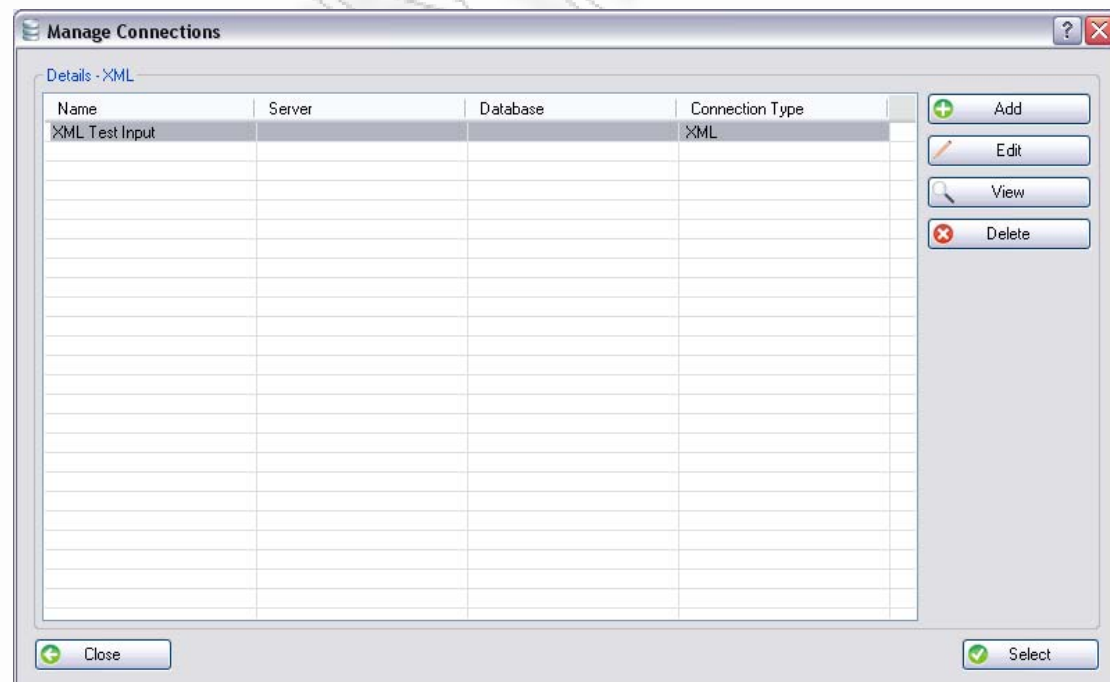 Manage Connections
Details - XML
Name Server Database Connection Type
XML Test Input XML
Add
Edit
View
Delete
Close
Select